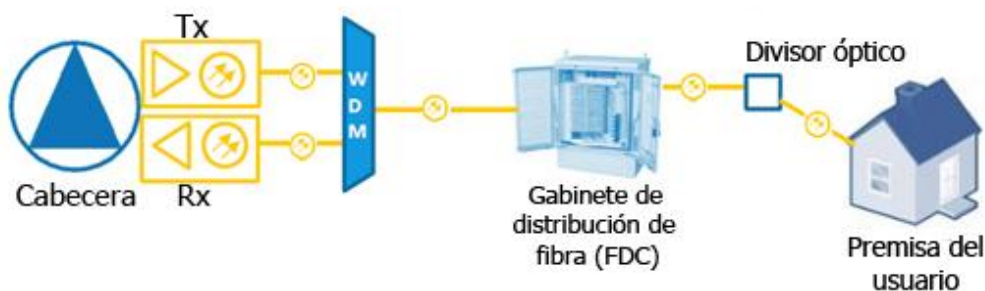 Tx
Cabecera
Rx
W
D
M
Gabinete de
distribución de
fibra (FDC)
Divisor óptico
Premisa del
usuario